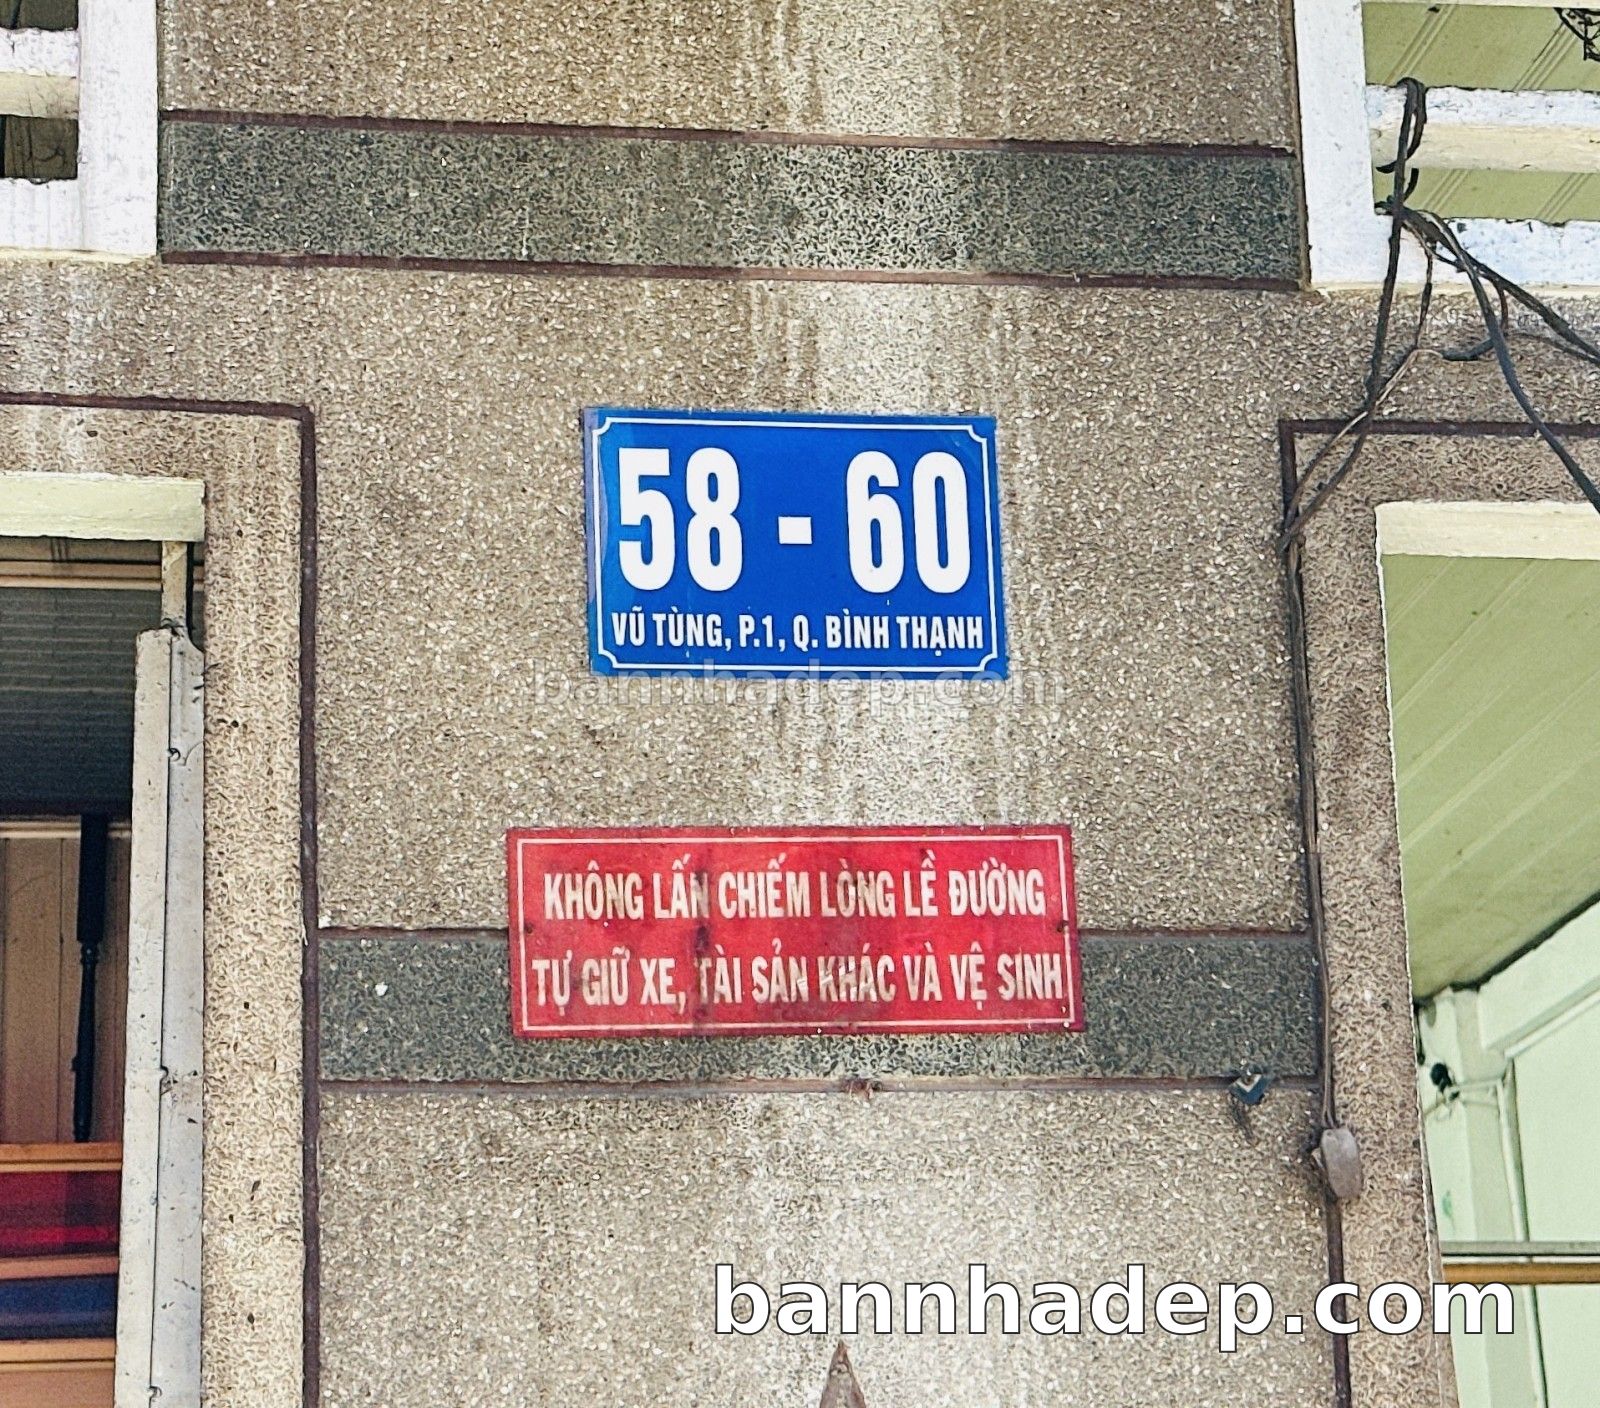 58 - 60
VŨ TÙNG, P.1, Q. BÌNH THẠNH
bannhadep.com
KHÔNG LẤN CHIẾM LÒNG LỀ ĐƯỜNG
TỰ GIỮ XE, TÀI SẢN KHÁC VÀ VỆ SINH
bannhadep.com